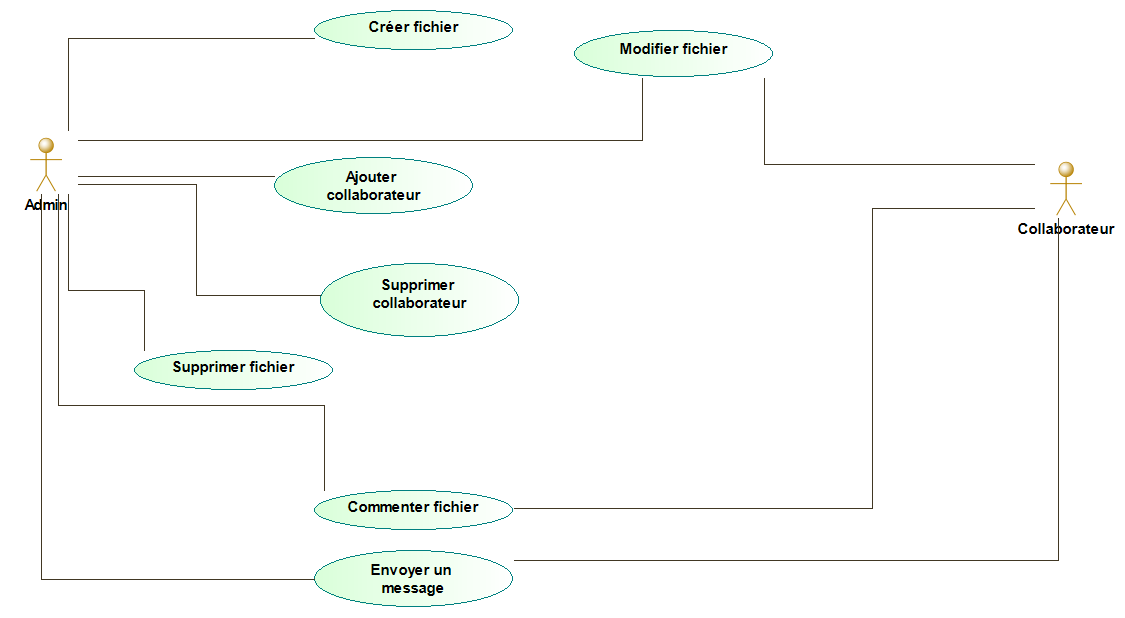 Créer fichier
Modifier fichier
Ajouter
collaborateur
Admin
Collaborateur
Supprimer
collaborateur
Supprimer fichier
Commenter fichier
Envoyer un
message